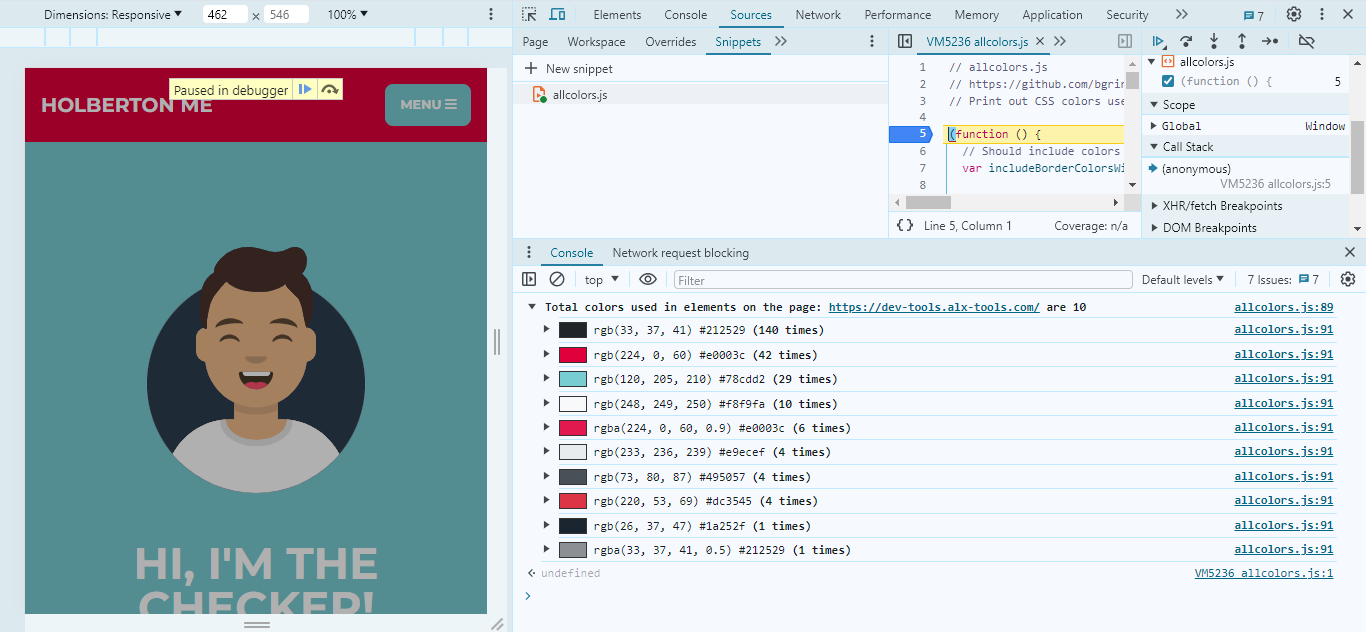 Dimensions: Responsive ▼ 462 × 546 100% ▼
Elements Console Sources Network Performance Memory Application Security 7
Page Workspace Overrides Snippets
VM5236 allcolors.js
+ New snippet
allcolors.js
1 // allcolors.js
2 // https://github.com/bgrin
3 // Print out CSS colors use
4
5 (function () {
6 // Should include colors
7 var includeBorderColorsWi
8
{} Line 5, Column 1 Coverage: n/a
allcolors.js
(function () { 5
Scope
Global Window
Call Stack
(anonymous)
VM5236 allcolors.js:5
XHR/fetch Breakpoints
DOM Breakpoints
Paused in debugger
HOLBERTON ME
MENU
HI, I'M THE
CHECKER!
Console Network request blocking
top ▼ Filter Default levels ▼ 7 Issues: 7
Total colors used in elements on the page: https://dev-tools.alx-tools.com/ are 10 allcolors.js:89
rgb(33, 37, 41) #212529 (140 times) allcolors.js:91
rgb(224, 0, 60) #e0003c (42 times) allcolors.js:91
rgb(120, 205, 210) #78cdd2 (29 times) allcolors.js:91
rgb(248, 249, 250) #f8f9fa (10 times) allcolors.js:91
rgba(224, 0, 60, 0.9) #e0003c (6 times) allcolors.js:91
rgb(233, 236, 239) #e9ecef (4 times) allcolors.js:91
rgb(73, 80, 87) #495057 (4 times) allcolors.js:91
rgb(220, 53, 69) #dc3545 (4 times) allcolors.js:91
rgb(26, 37, 47) #1a252f (1 times) allcolors.js:91
rgba(33, 37, 41, 0.5) #212529 (1 times) allcolors.js:91
undefined VM5236 allcolors.js:1